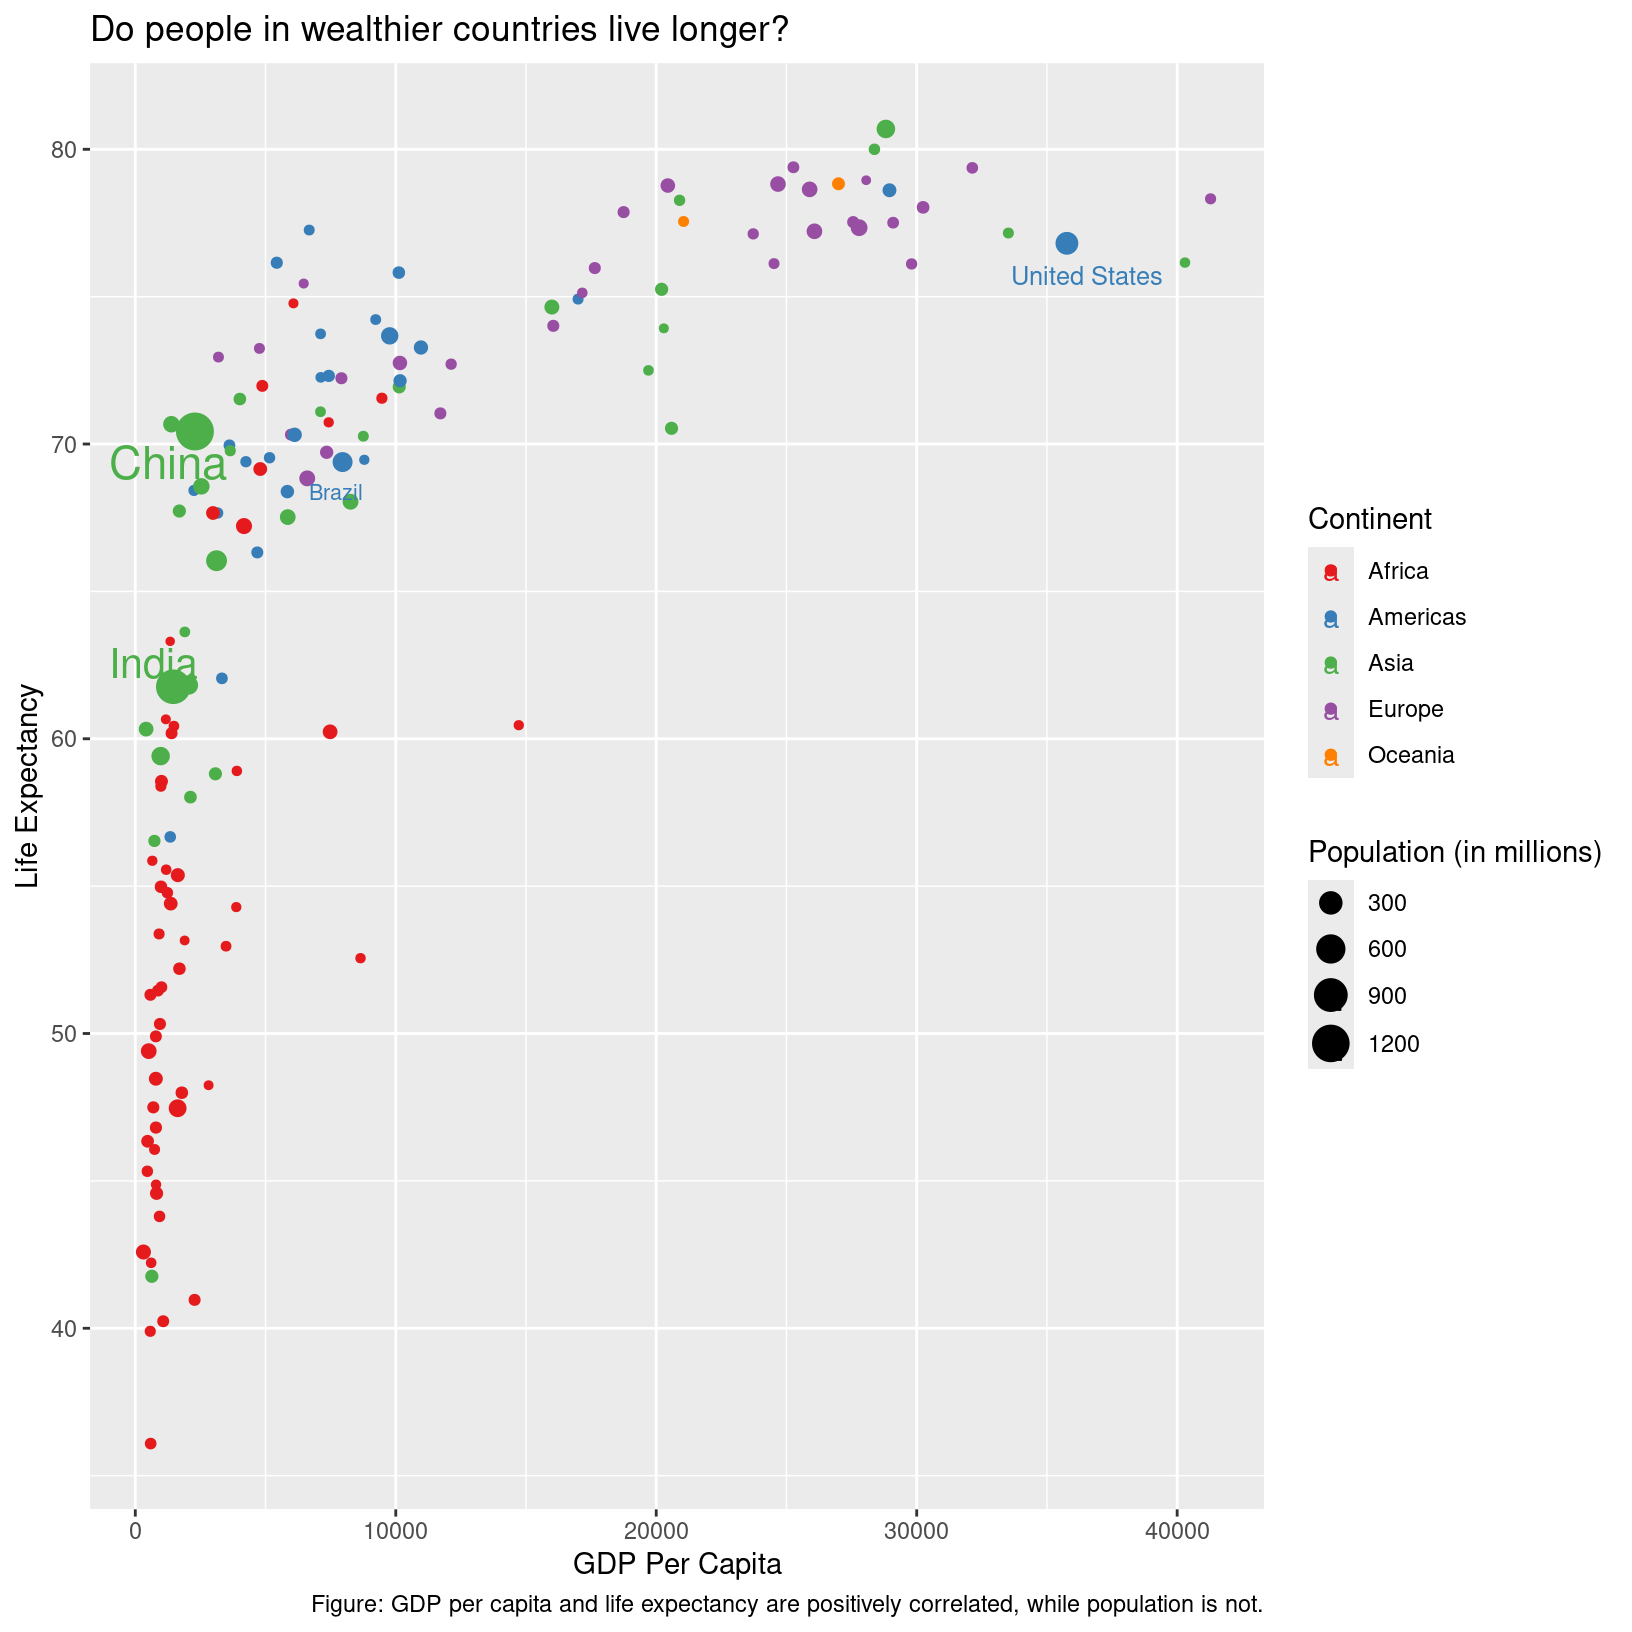 Do people in wealthier countries live longer?
80
70
60
50
40
Life Expectancy
United States
China
Brazil
India
0 10000 20000 30000 40000
GDP Per Capita
Figure: GDP per capita and life expectancy are positively correlated, while population is not.
Continent
a Africa
a Americas
a Asia
a Europe
a Oceania
Population (in millions)
300
600
900
1200